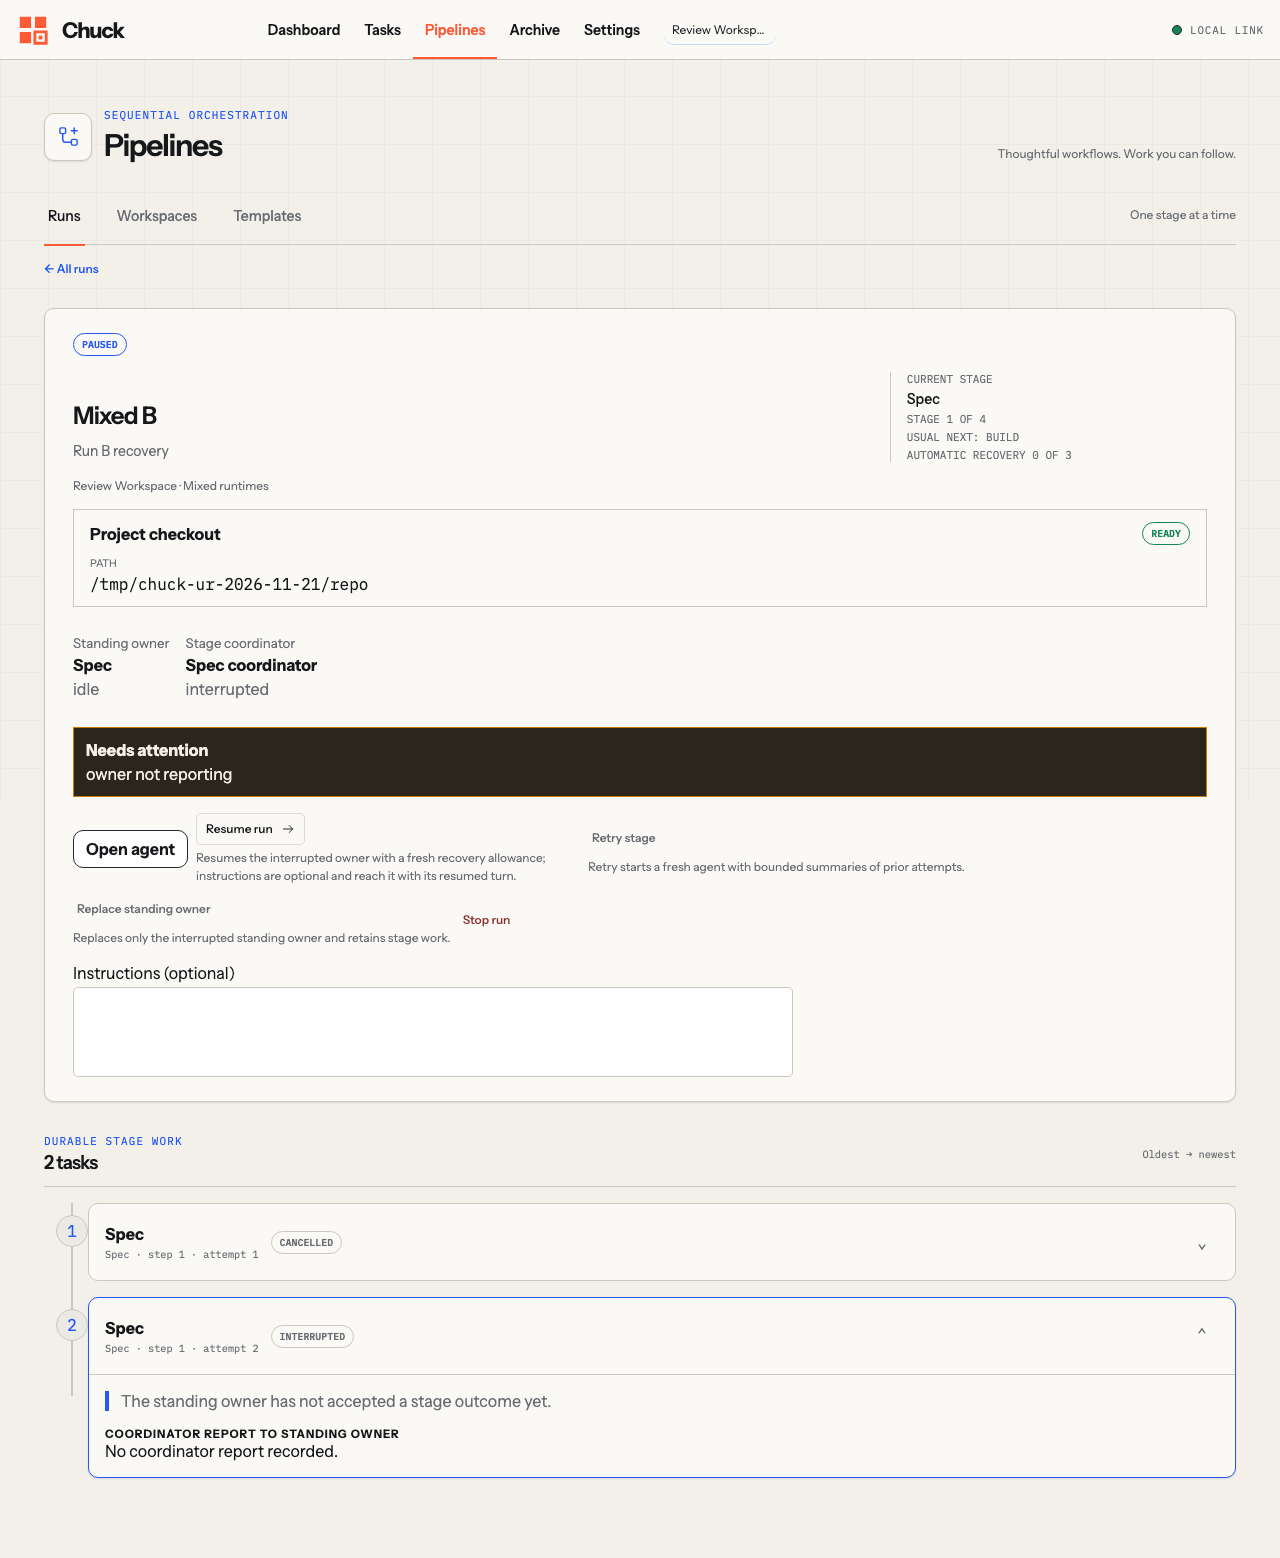 Chuck
Dashboard
Tasks
Pipelines
Archive
Settings
Review Worksp...
LOCAL LINK
SEQUENTIAL ORCHESTRATION
Pipelines
Thoughtful workflows. Work you can follow.
Runs
Workspaces
Templates
One stage at a time
← All runs
PAUSED
Mixed B
Run B recovery
Review Workspace · Mixed runtimes
CURRENT STAGE
Spec
STAGE 1 OF 4
USUAL NEXT: BUILD
AUTOMATIC RECOVERY 0 OF 3
Project checkout
READY
PATH
/tmp/chuck-ur-2026-11-21/repo
Standing owner
Spec
idle
Stage coordinator
Spec coordinator
interrupted
Needs attention
owner not reporting
Open agent
Resume run →
Resumes the interrupted owner with a fresh recovery allowance;
instructions are optional and reach it with its resumed turn.
Retry stage
Retry starts a fresh agent with bounded summaries of prior attempts.
Replace standing owner
Replaces only the interrupted standing owner and retains stage work.
Stop run
Instructions (optional)
DURABLE STAGE WORK
2 tasks
Oldest → newest
1
Spec
Spec · step 1 · attempt 1
CANCELLED
2
Spec
Spec · step 1 · attempt 2
INTERRUPTED
The standing owner has not accepted a stage outcome yet.
COORDINATOR REPORT TO STANDING OWNER
No coordinator report recorded.